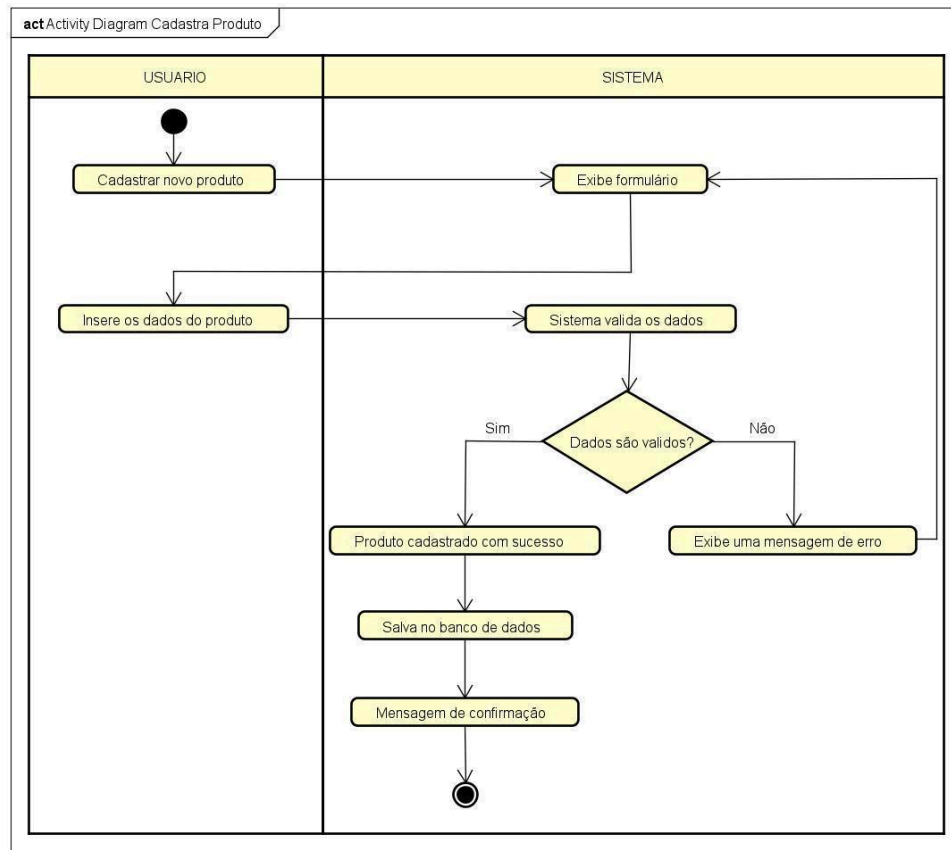 act Activity Diagram Cadastra Produto
USUARIO
SISTEMA
Cadastrar novo produto
Exibe formulário
Insere os dados do produto
Sistema valida os dados
Sim
Dados são validos?
Não
Produto cadastrado com sucesso
Exibe uma mensagem de erro
Salva no banco de dados
Mensagem de confirmação